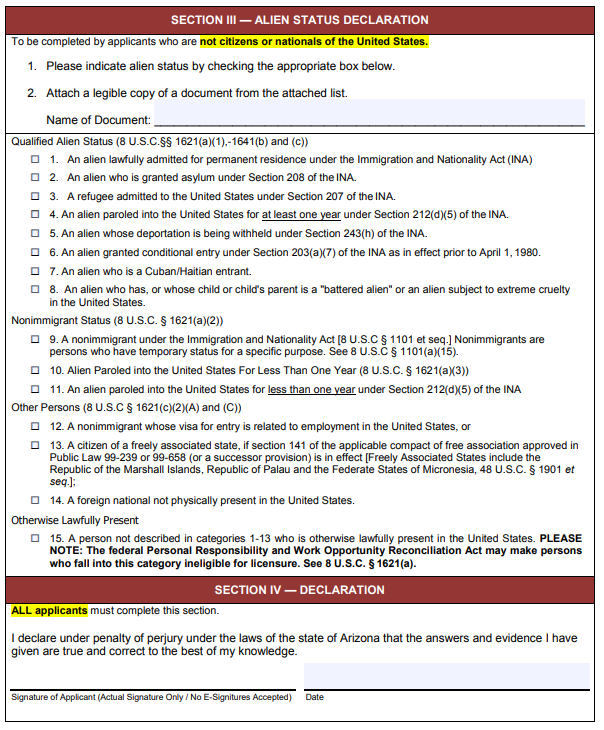 SECTION III — ALIEN STATUS DECLARATION
To be completed by applicants who are not citizens or nationals of the United States.
1. Please indicate alien status by checking the appropriate box below.
2. Attach a legible copy of a document from the attached list.
Name of Document:
Qualified Alien Status (8 U.S.C.§§ 1621(a)(1),-1641(b) and (c))
☐ 1. An alien lawfully admitted for permanent residence under the Immigration and Nationality Act (INA)
☐ 2. An alien who is granted asylum under Section 208 of the INA.
☐ 3. A refugee admitted to the United States under Section 207 of the INA.
☐ 4. An alien paroled into the United States for at least one year under Section 212(d)(5) of the INA.
☐ 5. An alien whose deportation is being withheld under Section 243(h) of the INA.
☐ 6. An alien granted conditional entry under Section 203(a)(7) of the INA as in effect prior to April 1, 1980.
☐ 7. An alien who is a Cuban/Haitian entrant.
☐ 8. An alien who has, or whose child or child's parent is a "battered alien" or an alien subject to extreme cruelty
in the United States.
Nonimmigrant Status (8 U.S.C. § 1621(a)(2))
☐ 9. A nonimmigrant under the Immigration and Nationality Act [8 U.S.C § 1101 et seq.] Nonimmigrants are
persons who have temporary status for a specific purpose. See 8 U.S.C § 1101(a)(15).
☐ 10. Alien Paroled into the United States For Less Than One Year (8 U.S.C. § 1621(a)(3))
☐ 11. An alien paroled into the United States for less than one year under Section 212(d)(5) of the INA
Other Persons (8 U.S.C § 1621(c)(2)(A) and (C))
☐ 12. A nonimmigrant whose visa for entry is related to employment in the United States, or
☐ 13. A citizen of a freely associated state, if section 141 of the applicable compact of free association approved in
Public Law 99-239 or 99-658 (or a successor provision) is in effect [Freely Associated States include the
Republic of the Marshall Islands, Republic of Palau and the Federate States of Micronesia, 48 U.S.C. § 1901 et
seq.];
☐ 14. A foreign national not physically present in the United States.
Otherwise Lawfully Present
☐ 15. A person not described in categories 1-13 who is otherwise lawfully present in the United States. PLEASE
NOTE: The federal Personal Responsibility and Work Opportunity Reconciliation Act may make persons
who fall into this category ineligible for licensure. See 8 U.S.C. § 1621(a).
SECTION IV — DECLARATION
ALL applicants must complete this section.
I declare under penalty of perjury under the laws of the state of Arizona that the answers and evidence I have
given are true and correct to the best of my knowledge.
Signature of Applicant (Actual Signature Only / No E-Signitures Accepted) Date